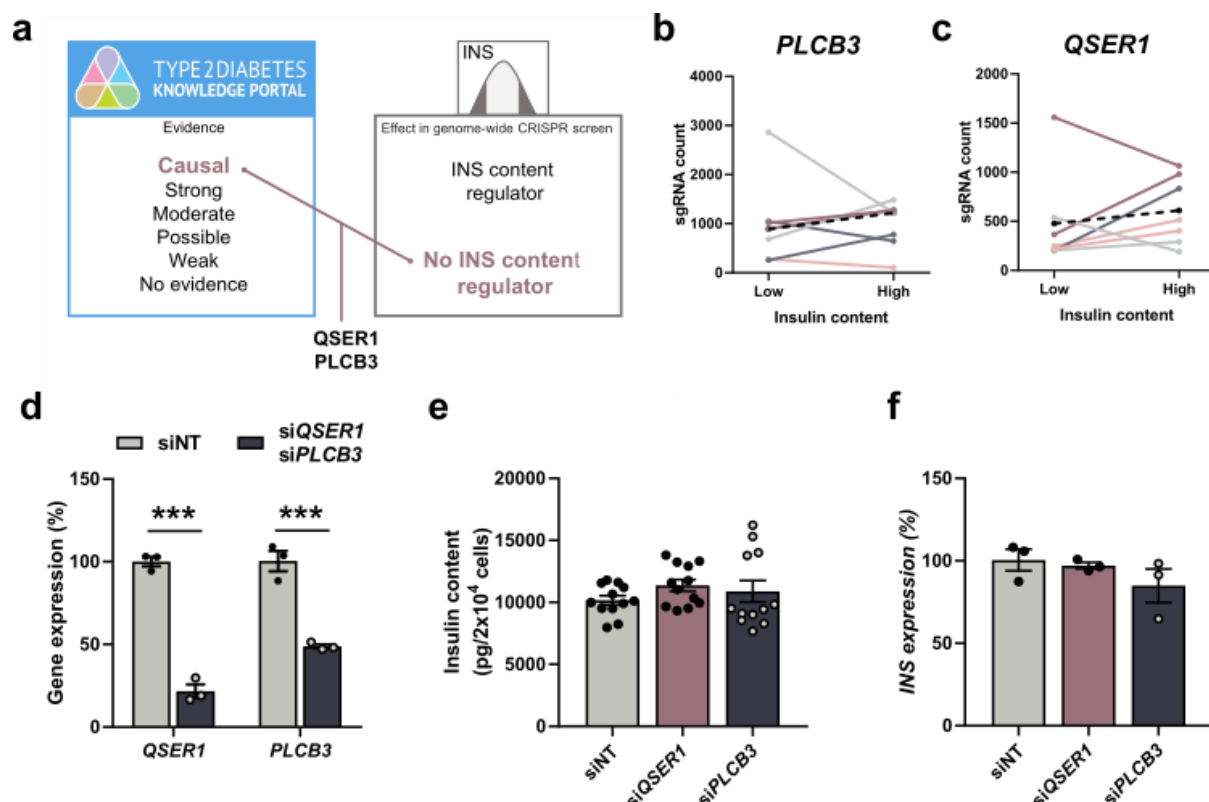 a
TYPE 2 DIABETES
KNOWLEDGE PORTAL
Evidence
Causal
Strong
Moderate
Possible
Weak
No evidence
INS
Effect in genome-wide CRISPR screen
INS content
regulator
No INS content
regulator
QSER1
PLCB3
b
PLCB3
sgRNA count
4000
3000
2000
1000
0
Low
High
Insulin content
c
QSER1
sgRNA count
2000
1500
1000
500
0
Low
High
Insulin content
d
siNT
siQSER1
siPLCB3
Gene expression (%)
150
100
50
0
***
***
QSER1
PLCB3
e
Insulin content
(pg/2x10⁴ cells)
20000
15000
10000
5000
0
siNT
siQSER1
siPLCB3
f
INS expression (%)
150
100
50
0
siNT
siQSER1
siPLCB3